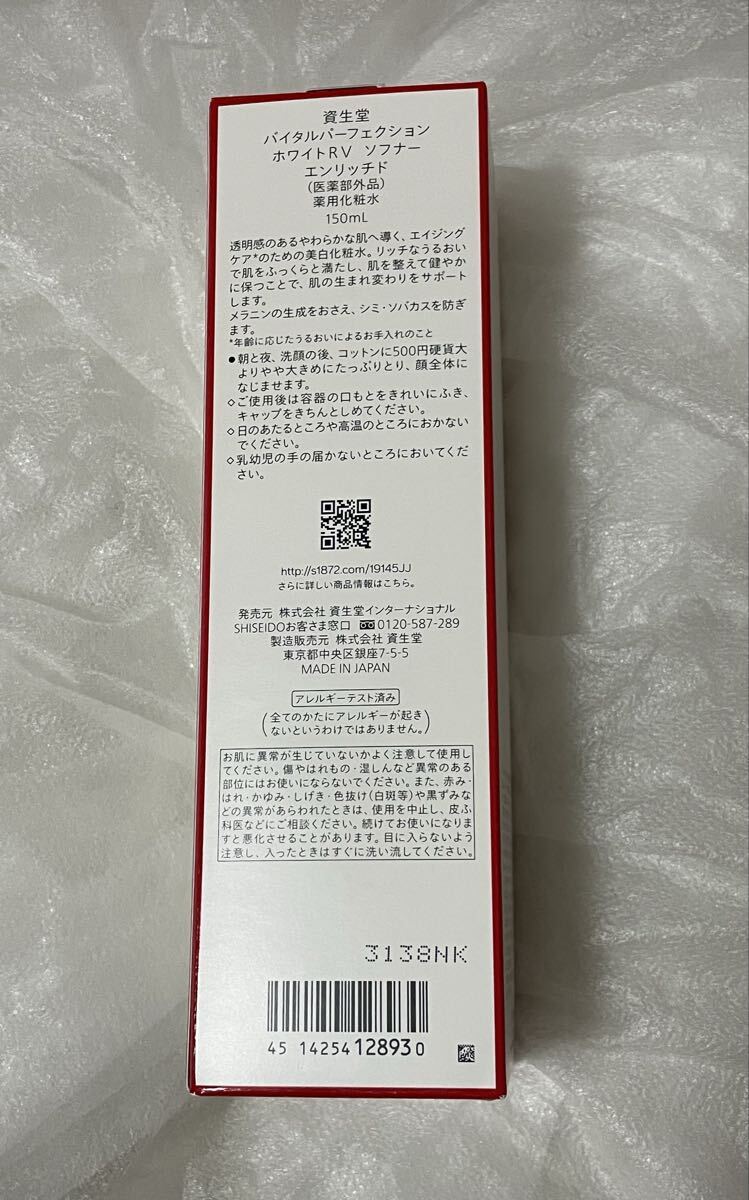 資生堂
バイタルパーフェクション
ホワイトRV ソフナー
エンリッチド
(医薬部外品)
薬用化粧水
150mL
透明感のあるやわらかな肌へ導く、エイジング
ケア*のための美白化粧水。リッチなうるおい
で肌をふっくらと満たし、肌を整えて健やか
に保つことで、肌の生まれ変わりをサポート
します。
メラニンの生成をおさえ、シミ・ソバカスを防ぎ
ます。
*年齢に応じたうるおいによるお手入れのこと
●朝と夜、洗顔の後、コットンに500円硬貨大
よりやや大きめにたっぷりとり、顔全体に
なじませます。
◇ご使用後は容器の口もとをきれいにふき、
キャップをきちんとしめてください。
◇日のあたるところや高温のところにおかない
でください。
◇乳幼児の手の届かないところにおいてくだ
さい。
http://s1872.com/19145JJ
さらに詳しい商品情報はこちら。
発売元 株式会社 資生堂インターナショナル
SHISEIDOお客さま窓口 0120-587-289
製造販売元 株式会社 資生堂
東京都中央区銀座7-5-5
MADE IN JAPAN
アレルギーテスト済み
(全てのかたにアレルギーが起き
ないというわけではありません。)
お肌に異常が生じていないかよく注意して使用し
てください。傷やはれもの・湿しんなど異常のある
部位にはお使いにならないでください。また、赤み・
はれ・かゆみ・しげき・色抜け(白斑等)や黒ずみな
どの異常があらわれたときは、使用を中止し、皮ふ
科医などにご相談ください。続けてお使いになりま
すと悪化させることがあります。目に入らないよう
注意し、入ったときはすぐに洗い流してください。
3138NK
45 14254 128930